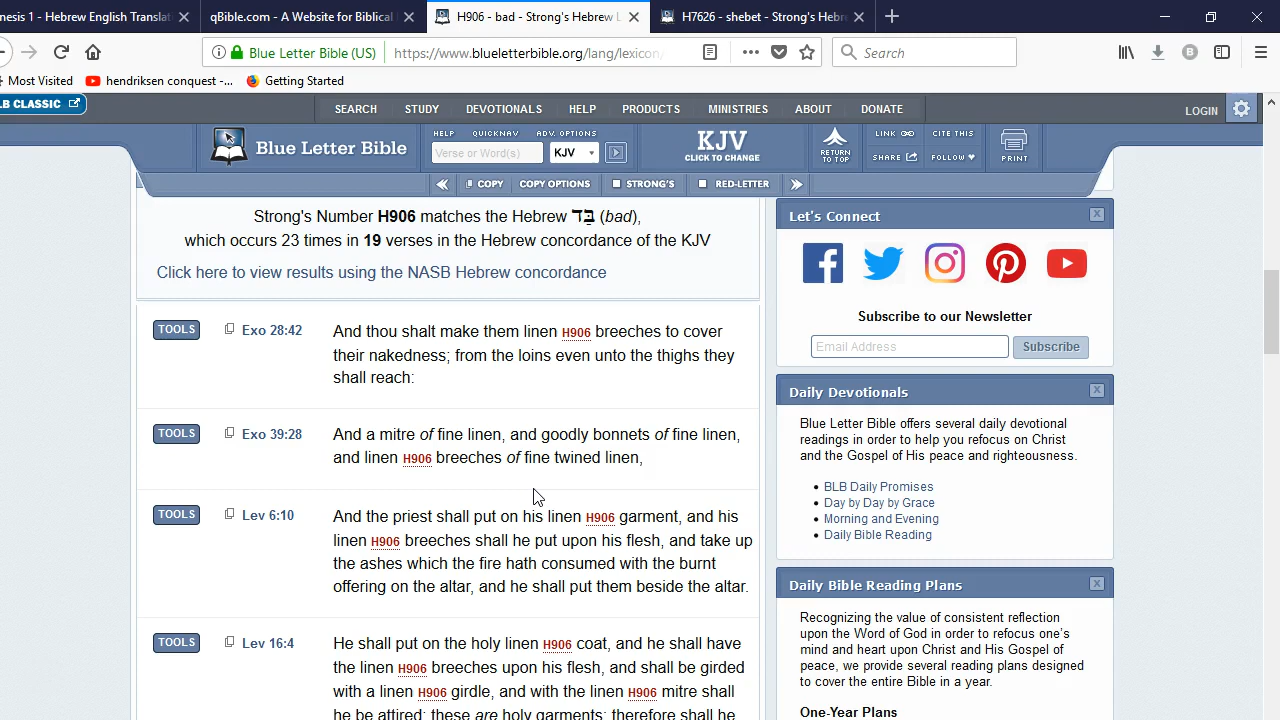 nesis 1 - Hebrew English Translati
qBible.com - A Website for Biblical
H906 - bad - Strong's Hebrew L
H7626 - shebet - Strong's Hebr
Blue Letter Bible (US)
https://www.blueletterbible.org/lang/lexicon/
Search
Most Visited
hendriksen conquest -...
Getting Started
LB CLASSIC
SEARCH STUDY DEVOTIONALS HELP PRODUCTS MINISTRIES ABOUT DONATE
LOGIN
Blue Letter Bible
HELP QUICKNAV ADV. OPTIONS
Verse or Word(s)
KJV
KJV
CLICK TO CHANGE
RETURN
TO TOP
LINK CITE THIS
SHARE FOLLOW
PRINT
COPY COPY OPTIONS STRONG'S RED-LETTER
Strong's Number H906 matches the Hebrew בַּד (bad),
which occurs 23 times in 19 verses in the Hebrew concordance of the KJV
Click here to view results using the NASB Hebrew concordance
TOOLS
Exo 28:42
And thou shalt make them linen H906 breeches to cover
their nakedness; from the loins even unto the thighs they
shall reach:
TOOLS
Exo 39:28
And a mitre of fine linen, and goodly bonnets of fine linen,
and linen H906 breeches of fine twined linen,
TOOLS
Lev 6:10
And the priest shall put on his linen H906 garment, and his
linen H906 breeches shall he put upon his flesh, and take up
the ashes which the fire hath consumed with the burnt
offering on the altar, and he shall put them beside the altar.
TOOLS
Lev 16:4
He shall put on the holy linen H906 coat, and he shall have
the linen H906 breeches upon his flesh, and shall be girded
with a linen H906 girdle, and with the linen H906 mitre shall
he be attired: these are holy garments; therefore shall he
Let's Connect
Subscribe to our Newsletter
Email Address
Subscribe
Daily Devotionals
Blue Letter Bible offers several daily devotional
readings in order to help you refocus on Christ
and the Gospel of His peace and righteousness.
BLB Daily Promises
Day by Day by Grace
Morning and Evening
Daily Bible Reading
Daily Bible Reading Plans
Recognizing the value of consistent reflection
upon the Word of God in order to refocus one's
mind and heart upon Christ and His Gospel of
peace, we provide several reading plans designed
to cover the entire Bible in a year.
One-Year Plans